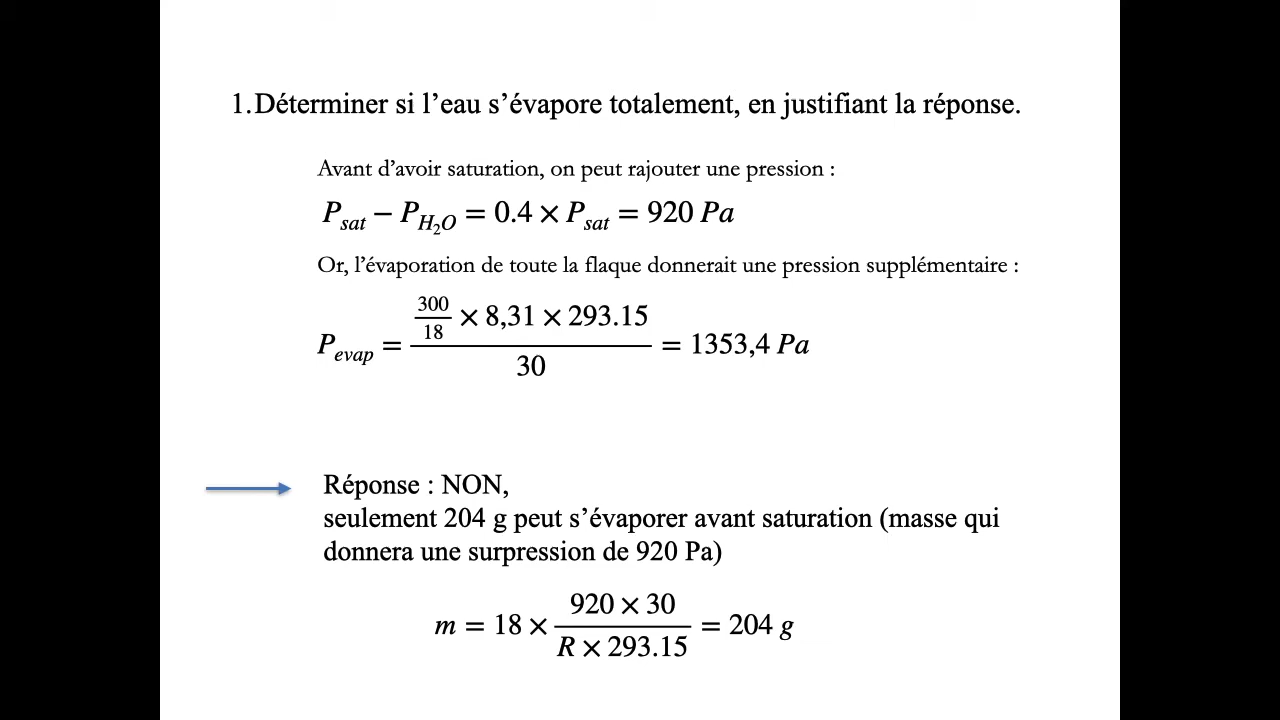 1.Déterminer si l’eau s’évapore totalement, en justifiant la réponse.
Avant d’avoir saturation, on peut rajouter une pression :
P_sat − P_H₂O = 0.4 × P_sat = 920 Pa
Or, l’évaporation de toute la flaque donnerait une pression supplémentaire :
P_evap = (300/18 × 8,31 × 293.15) / 30 = 1353,4 Pa
Réponse : NON,
seulement 204 g peut s’évaporer avant saturation (masse qui
donnera une surpression de 920 Pa)
m = 18 × (920 × 30) / (R × 293.15) = 204 g